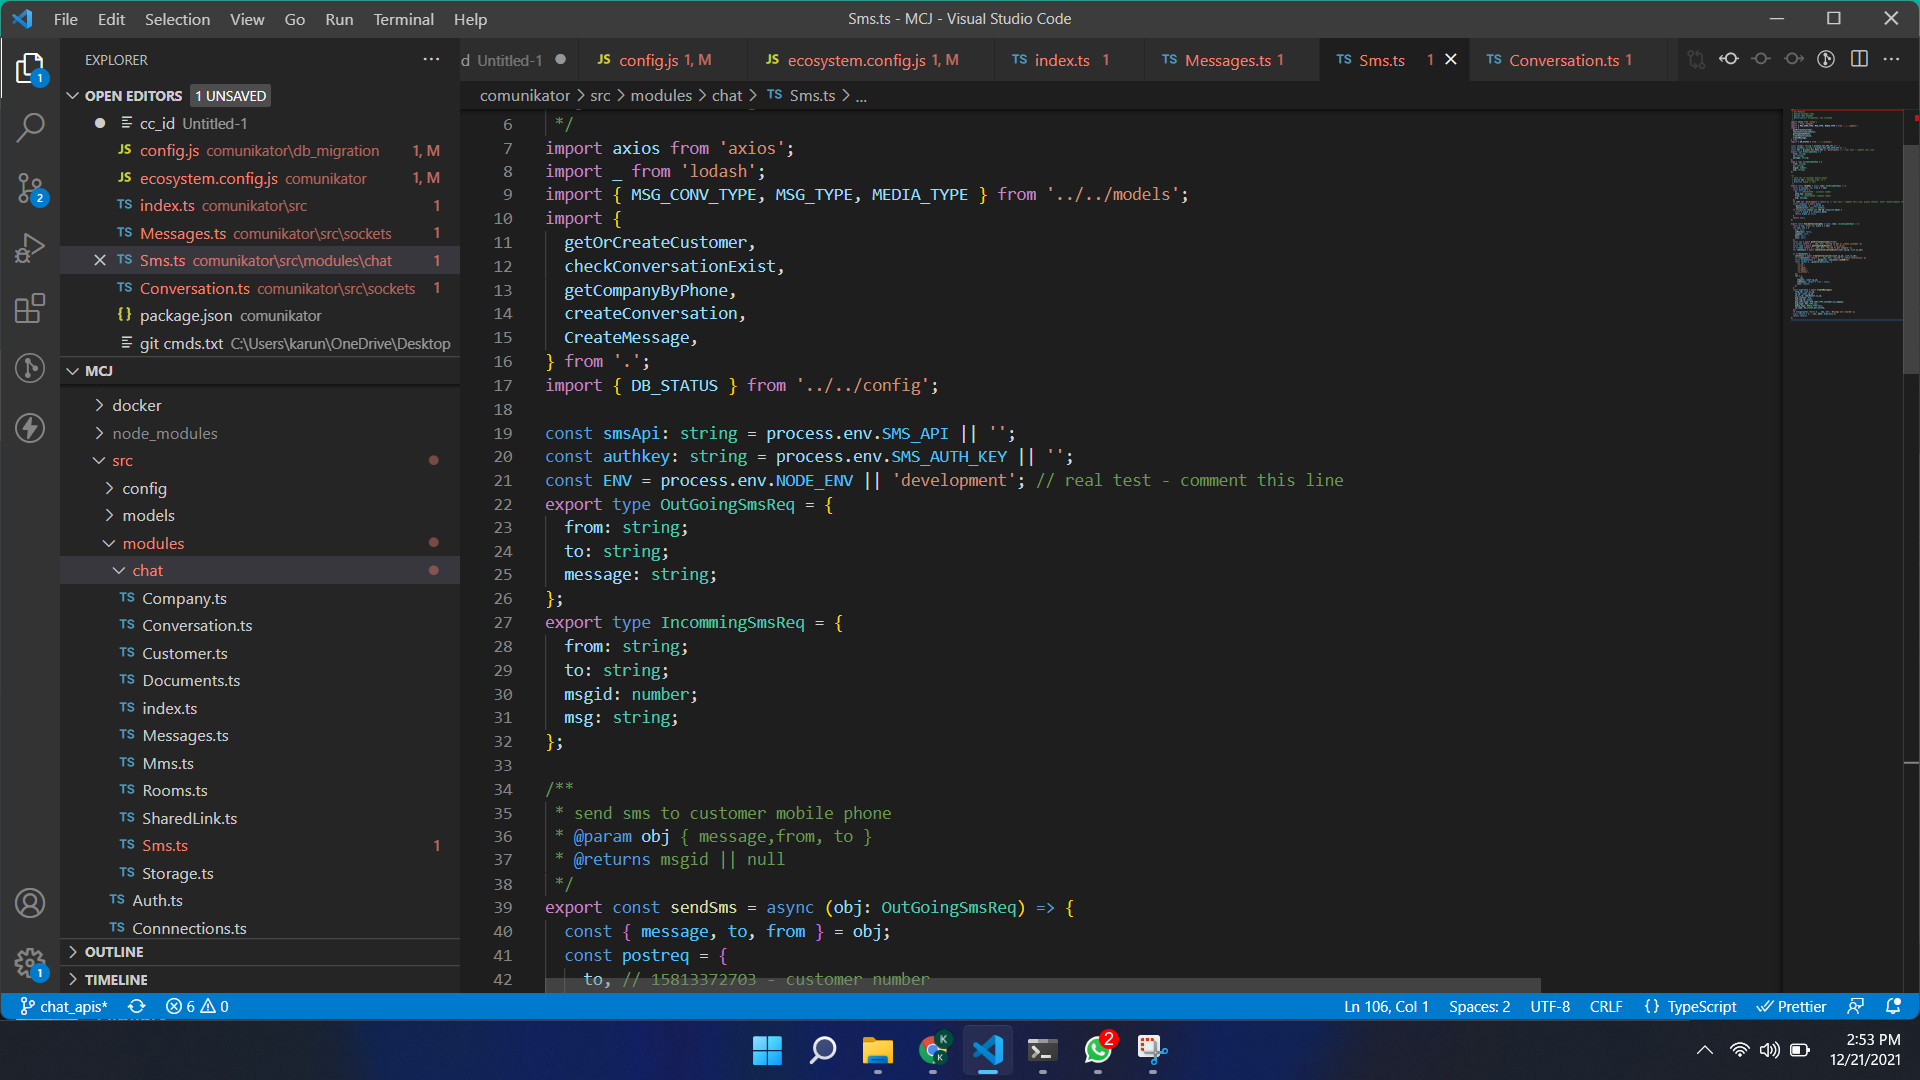 File Edit Selection View Go Run Terminal Help
Sms.ts - MCJ - Visual Studio Code
EXPLORER
d Untitled-1
JS config.js 1, M
JS ecosystem.config.js 1, M
TS index.ts 1
TS Messages.ts 1
TS Sms.ts 1
TS Conversation.ts 1
OPEN EDITORS 1 UNSAVED
cc_id Untitled-1
JS config.js comunikator\db_migration 1, M
JS ecosystem.config.js comunikator 1, M
TS index.ts comunikator\src 1
TS Messages.ts comunikator\src\sockets 1
TS Sms.ts comunikator\src\modules\chat 1
TS Conversation.ts comunikator\src\sockets 1
{} package.json comunikator
git cmds.txt C:\Users\karun\OneDrive\Desktop
MCJ
docker
node_modules
src
config
models
modules
chat
TS Company.ts
TS Conversation.ts
TS Customer.ts
TS Documents.ts
TS index.ts
TS Messages.ts
TS Mms.ts
TS Rooms.ts
TS SharedLink.ts
TS Sms.ts 1
TS Storage.ts
TS Auth.ts
TS Connnections.ts
OUTLINE
TIMELINE
1
2
1
comunikator > src > modules > chat > TS Sms.ts > ...
6 */
7 import axios from 'axios';
8 import _ from 'lodash';
9 import { MSG_CONV_TYPE, MSG_TYPE, MEDIA_TYPE } from '../../models';
10 import {
11 getOrCreateCustomer,
12 checkConversationExist,
13 getCompanyByPhone,
14 createConversation,
15 CreateMessage,
16 } from '.';
17 import { DB_STATUS } from '../../config';
18
19 const smsApi: string = process.env.SMS_API || '';
20 const authkey: string = process.env.SMS_AUTH_KEY || '';
21 const ENV = process.env.NODE_ENV || 'development'; // real test - comment this line
22 export type OutGoingSmsReq = {
23 from: string;
24 to: string;
25 message: string;
26 };
27 export type IncommingSmsReq = {
28 from: string;
29 to: string;
30 msgid: number;
31 msg: string;
32 };
33
34 /**
35 * send sms to customer mobile phone
36 * @param obj { message,from, to }
37 * @returns msgid || null
38 */
39 export const sendSms = async (obj: OutGoingSmsReq) => {
40 const { message, to, from } = obj;
41 const postreq = {
42 to, // 15813372703 - customer number
chat_apis* 6 0
Ln 106, Col 1 Spaces: 2 UTF-8 CRLF {} TypeScript Prettier
K
K
2
2:53 PM
12/21/2021